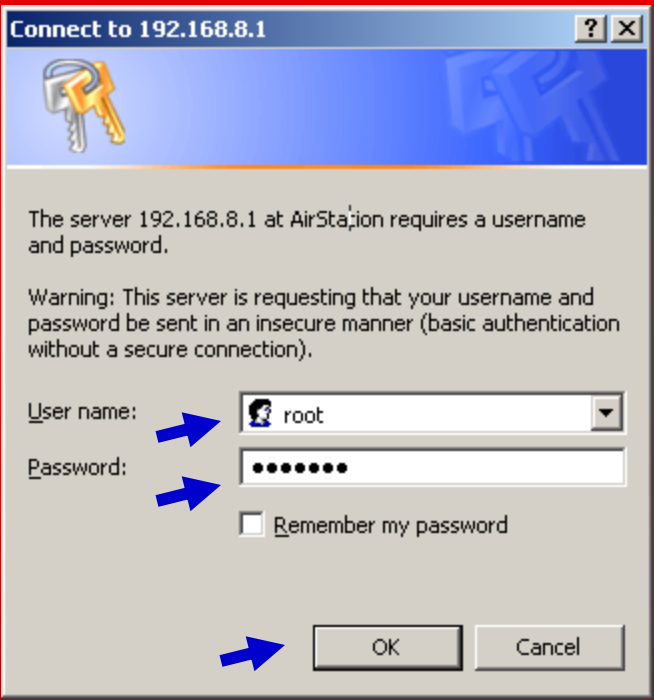 Connect to 192.168.8.1
The server 192.168.8.1 at AirStation requires a username
and password.
Warning: This server is requesting that your username and
password be sent in an insecure manner (basic authentication
without a secure connection).
User name:
root
Password:
•••••••
Remember my password
OK
Cancel